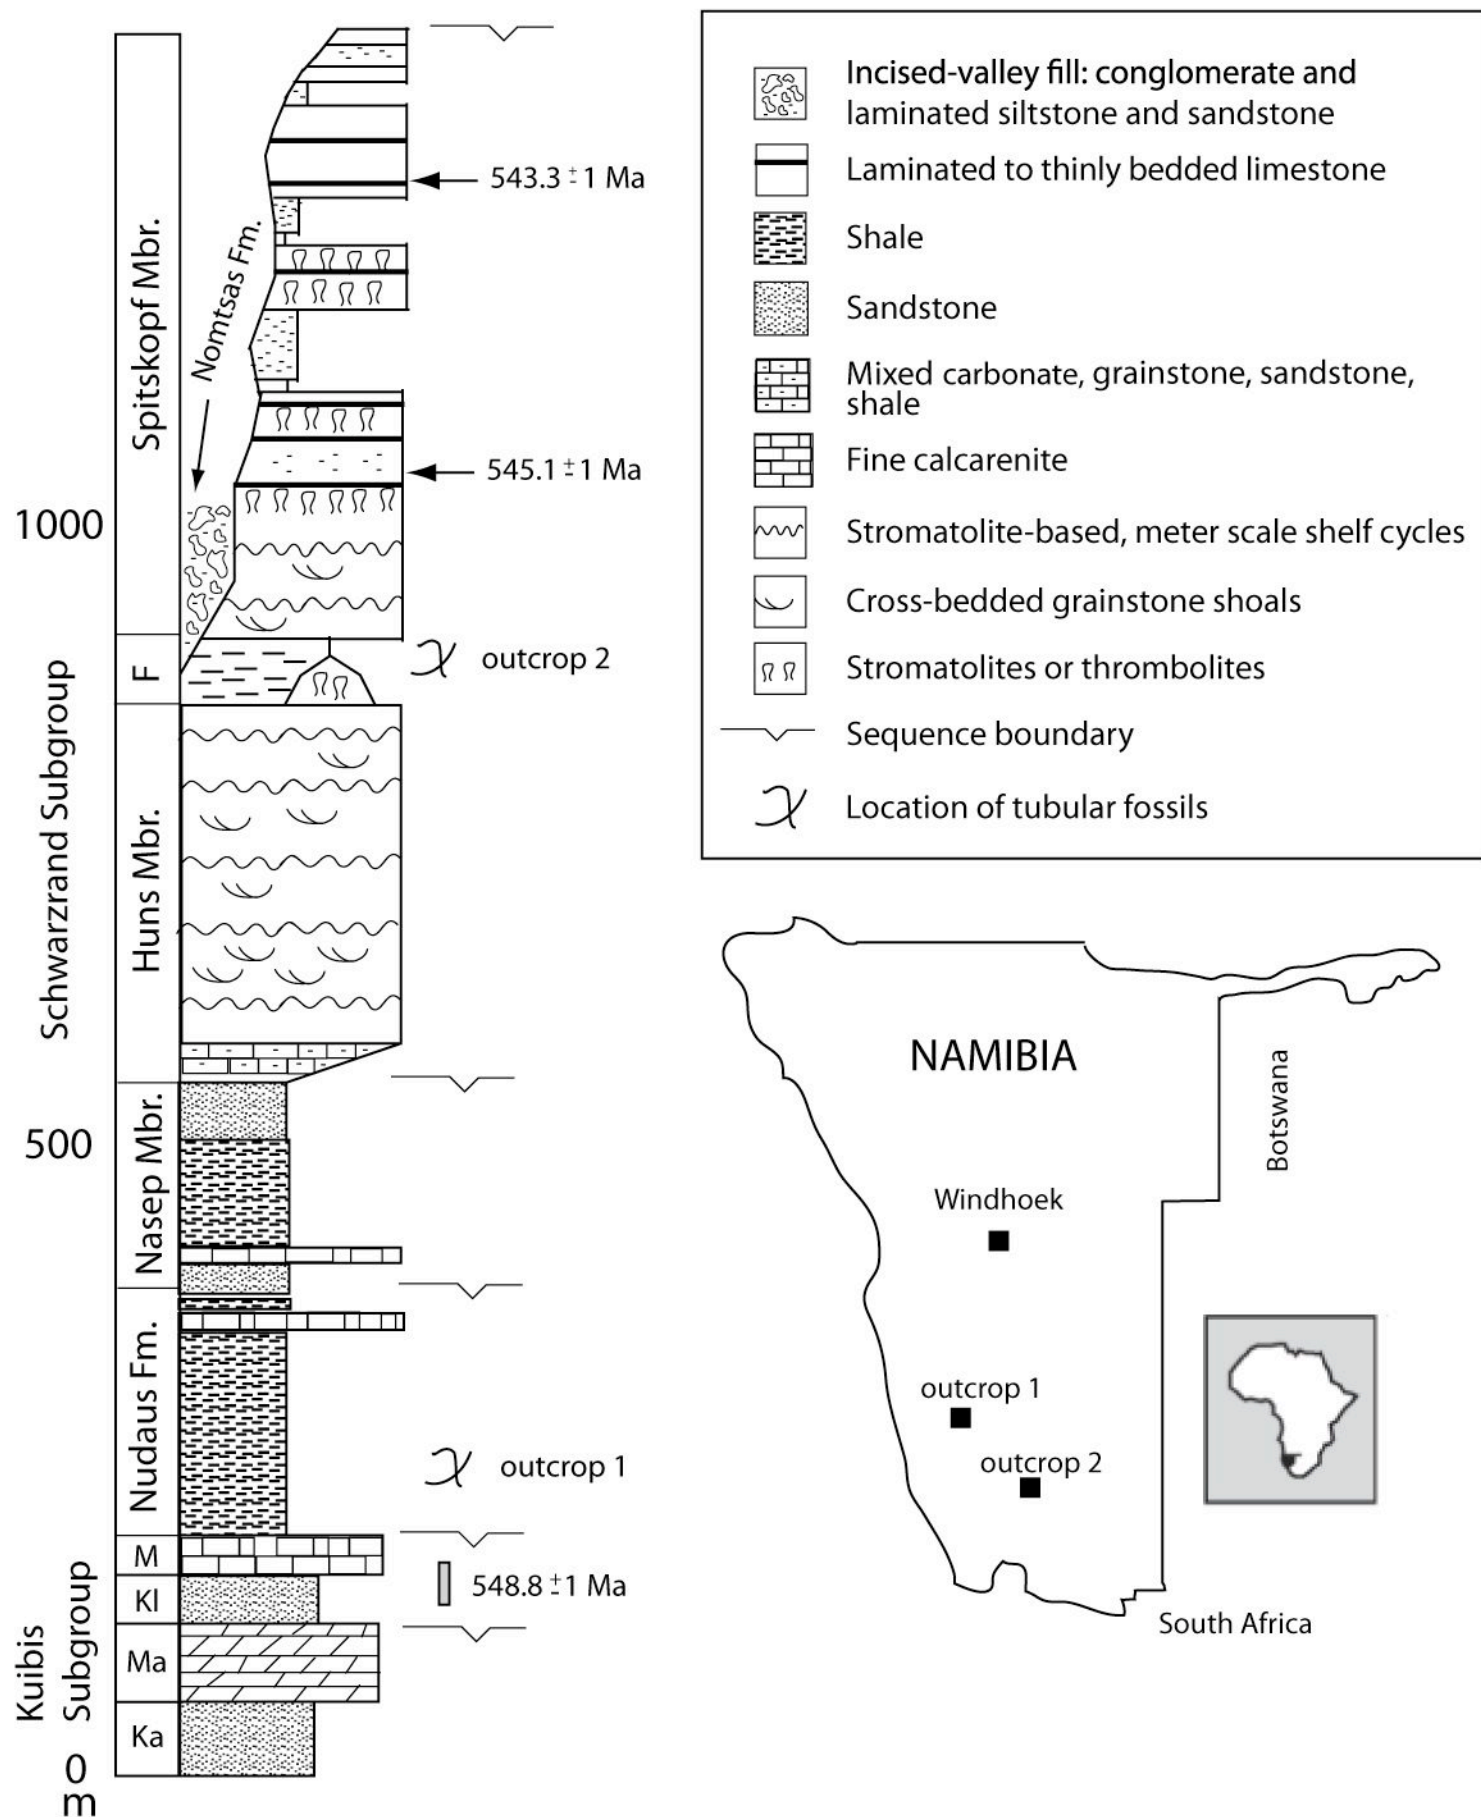 543.3 ± 1 Ma
Nomtsas Fm.
Spitskopf Mbr.
545.1 ± 1 Ma
1000
F
outcrop 2
Schwarzrand Subgroup
Huns Mbr.
500
Nasep Mbr.
Nudaus Fm.
outcrop 1
M
548.8 ± 1 Ma
Kl
Kuibis
Subgroup
Ma
Ka
0
m
Incised-valley fill: conglomerate and
laminated siltstone and sandstone
Laminated to thinly bedded limestone
Shale
Sandstone
Mixed carbonate, grainstone, sandstone,
shale
Fine calcarenite
Stromatolite-based, meter scale shelf cycles
Cross-bedded grainstone shoals
Stromatolites or thrombolites
Sequence boundary
Location of tubular fossils
NAMIBIA
Botswana
Windhoek
outcrop 1
outcrop 2
South Africa